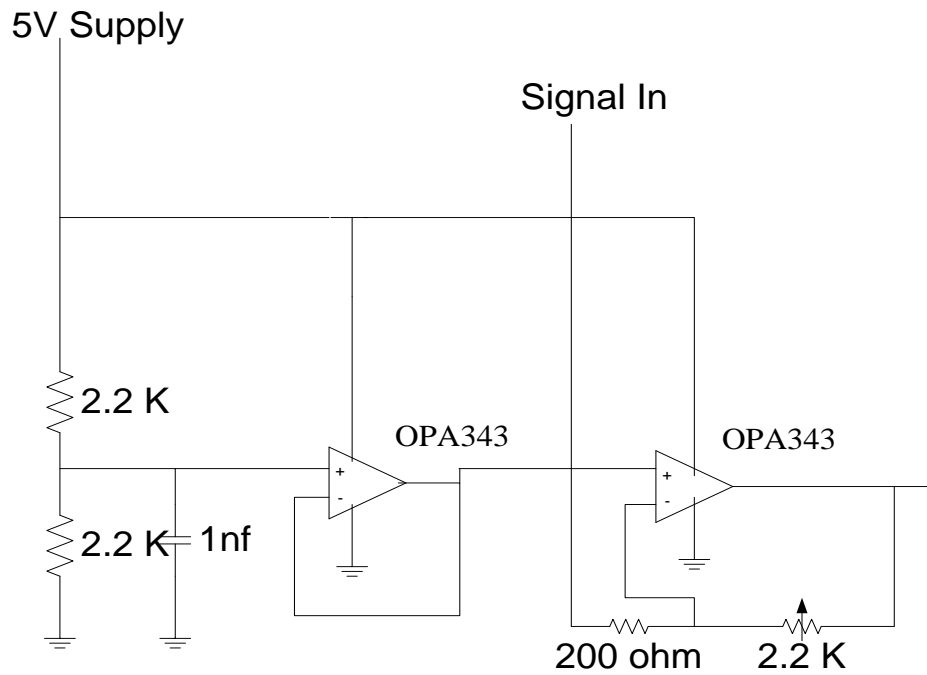 5V Supply
Signal In
2.2 K
OPA343
OPA343
+
-
+
-
2.2 K
1nf
200 ohm
2.2 K